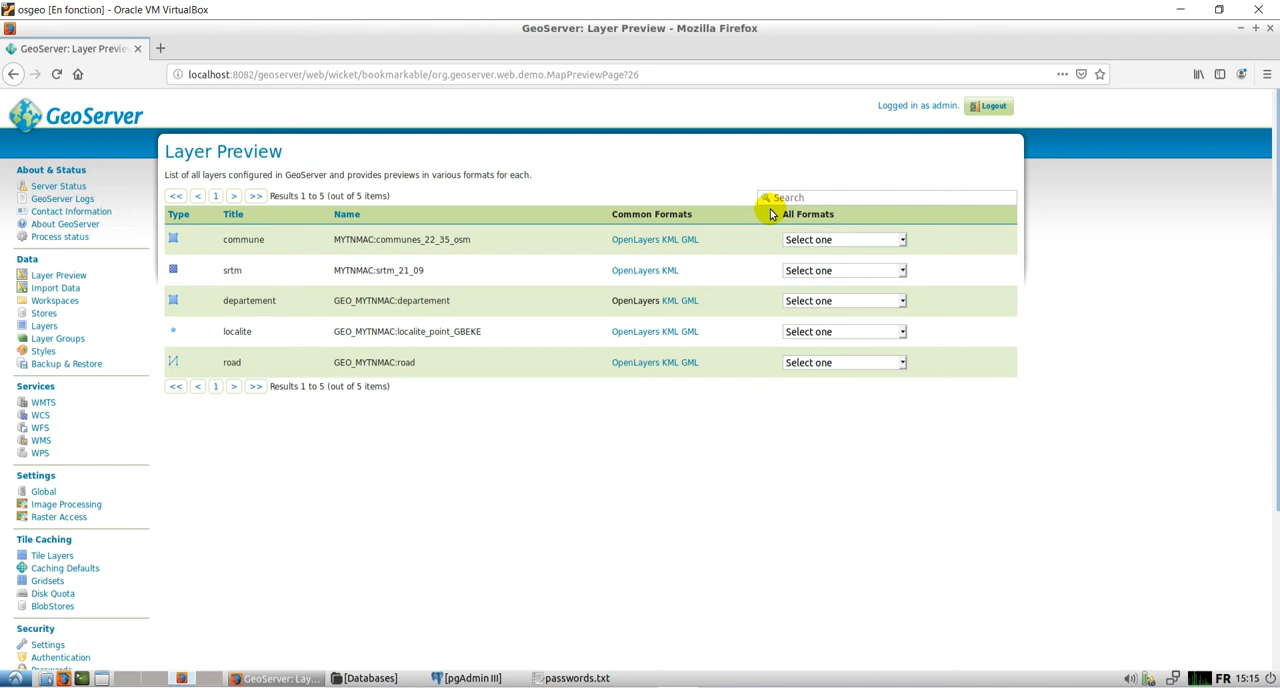 osgeo [En fonction] - Oracle VM VirtualBox
GeoServer: Layer Preview - Mozilla Firefox
GeoServer: Layer Previe
localhost:8082/geoserver/web/wicket/bookmarkable/org.geoserver.web.demo.MapPreviewPage?26
GeoServer
Logged in as admin. Logout
About & Status
Server Status
GeoServer Logs
Contact Information
About GeoServer
Process status
Data
Layer Preview
Import Data
Workspaces
Stores
Layers
Layer Groups
Styles
Backup & Restore
Services
WMTS
WCS
WFS
WMS
WPS
Settings
Global
Image Processing
Raster Access
Tile Caching
Tile Layers
Caching Defaults
Gridsets
Disk Quota
BlobStores
Security
Settings
Authentication
Layer Preview
List of all layers configured in GeoServer and provides previews in various formats for each.
<< < 1 > >> Results 1 to 5 (out of 5 items) Search
Type Title Name Common Formats All Formats
commune MYTNMAC:communes_22_35_osm OpenLayers KML GML Select one
srtm MYTNMAC:srtm_21_09 OpenLayers KML Select one
departement GEO_MYTNMAC:departement OpenLayers KML GML Select one
localite GEO_MYTNMAC:localite_point_GBEKE OpenLayers KML GML Select one
road GEO_MYTNMAC:road OpenLayers KML GML Select one
<< < 1 > >> Results 1 to 5 (out of 5 items)
GeoServer: Lay... [Databases] [pgAdmin III] passwords.txt FR 15:15